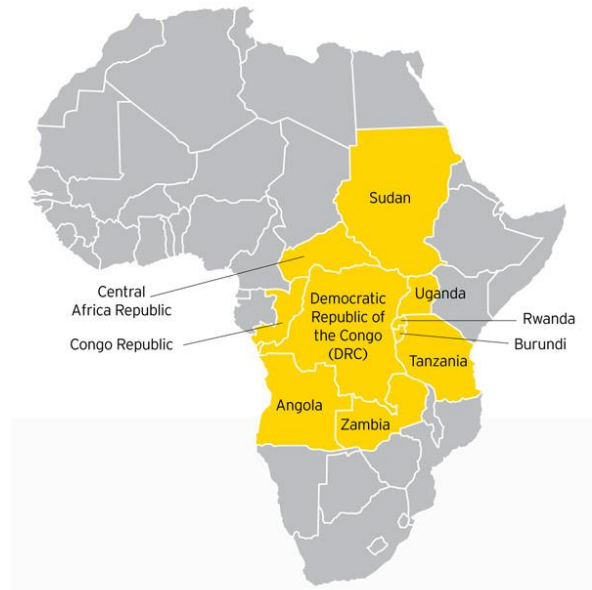 Sudan
Central
Africa Republic
Congo Republic
Democratic
Republic of
the Congo
(DRC)
Uganda
Rwanda
Burundi
Tanzania
Angola
Zambia